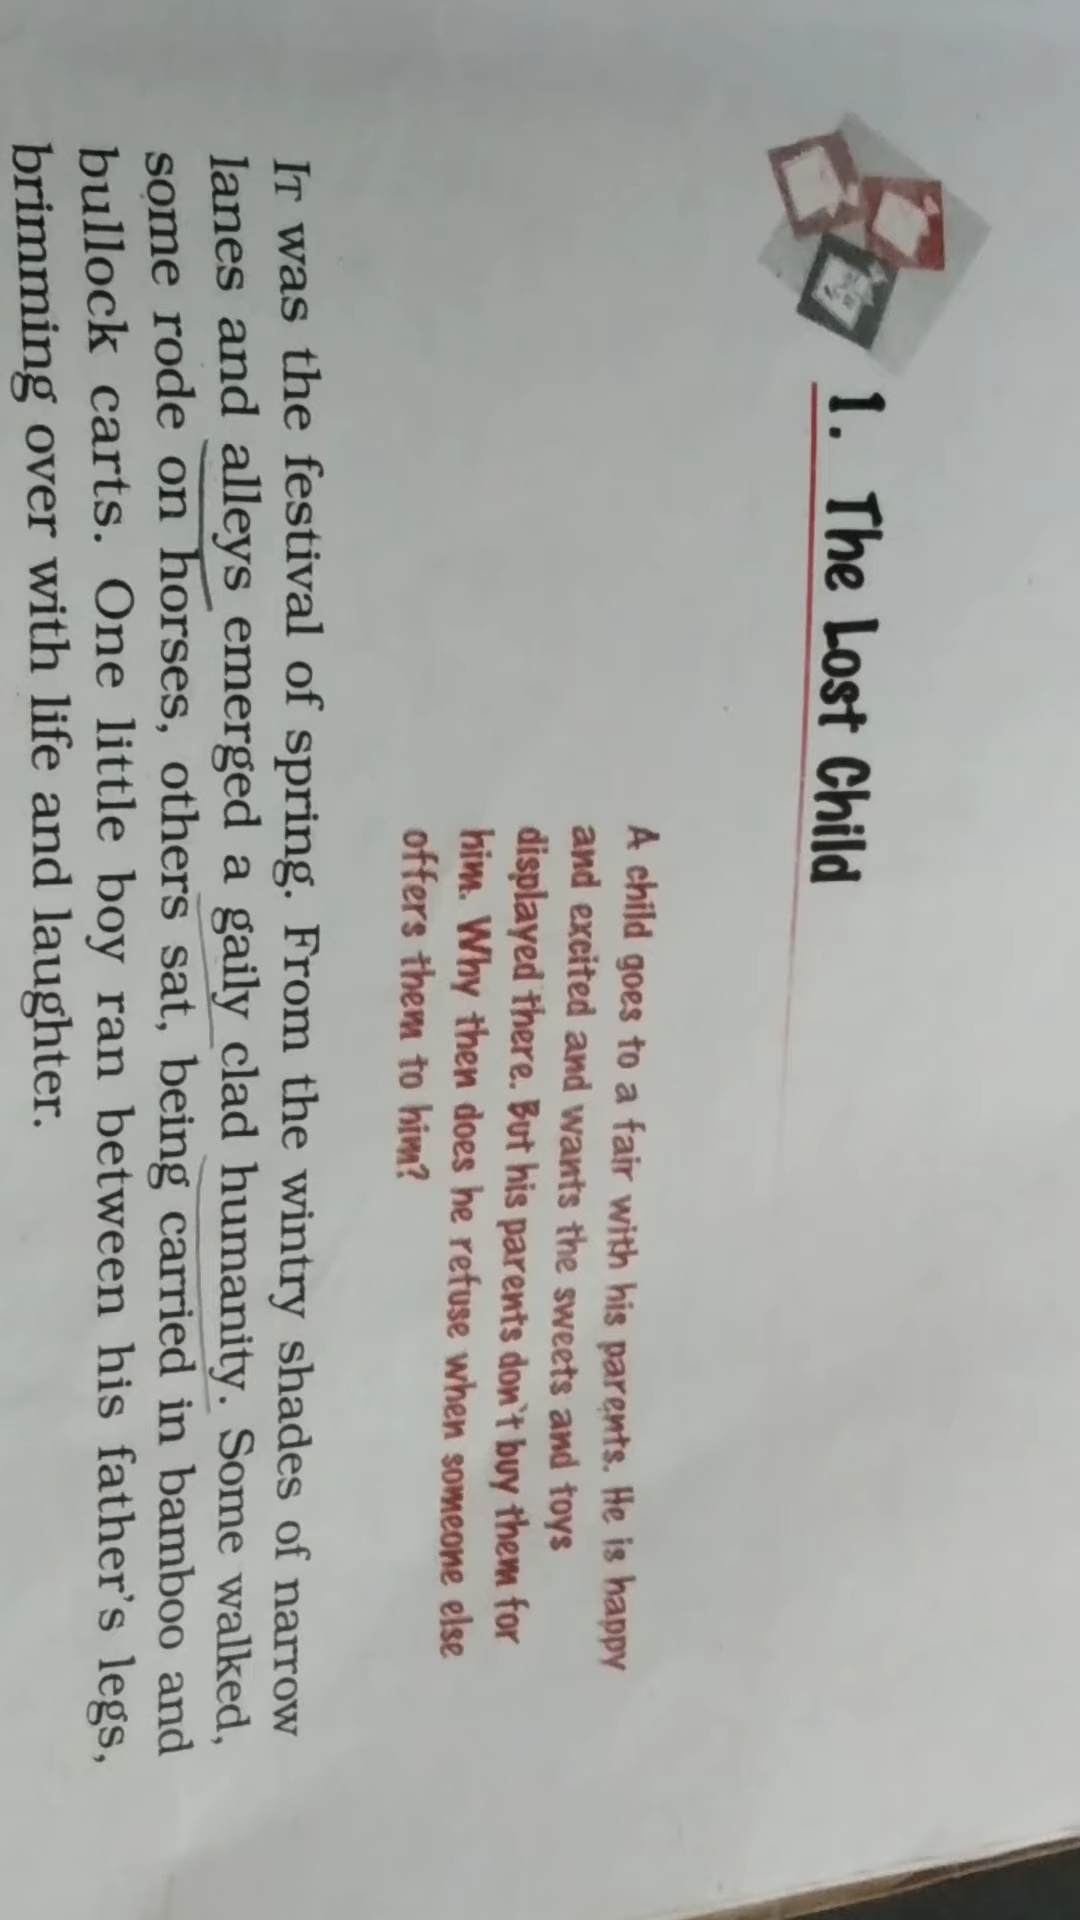 1. The Lost Child
A child goes to a fair with his parents. He is happy
and excited and wants the sweets and toys
displayed there. But his parents don't buy them for
him. Why then does he refuse when someone else
offers them to him?
IT was the festival of spring. From the wintry shades of narrow
lanes and alleys emerged a gaily clad humanity. Some walked,
some rode on horses, others sat, being carried in bamboo and
bullock carts. One little boy ran between his father's legs,
brimming over with life and laughter.